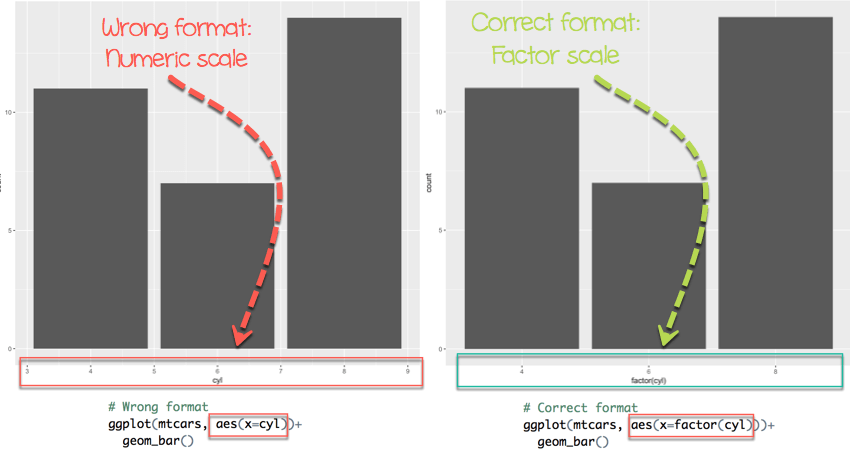 Wrong format:
Numeric scale
10
5
0
3 4 5 6 7 8 9
cyl
# Wrong format
ggplot(mtcars, aes(x=cyl))+
geom_bar()
Correct format:
Factor scale
count
10
5
0
4 6 8
factor(cyl)
# Correct format
ggplot(mtcars, aes(x=factor(cyl)))+
geom_bar()